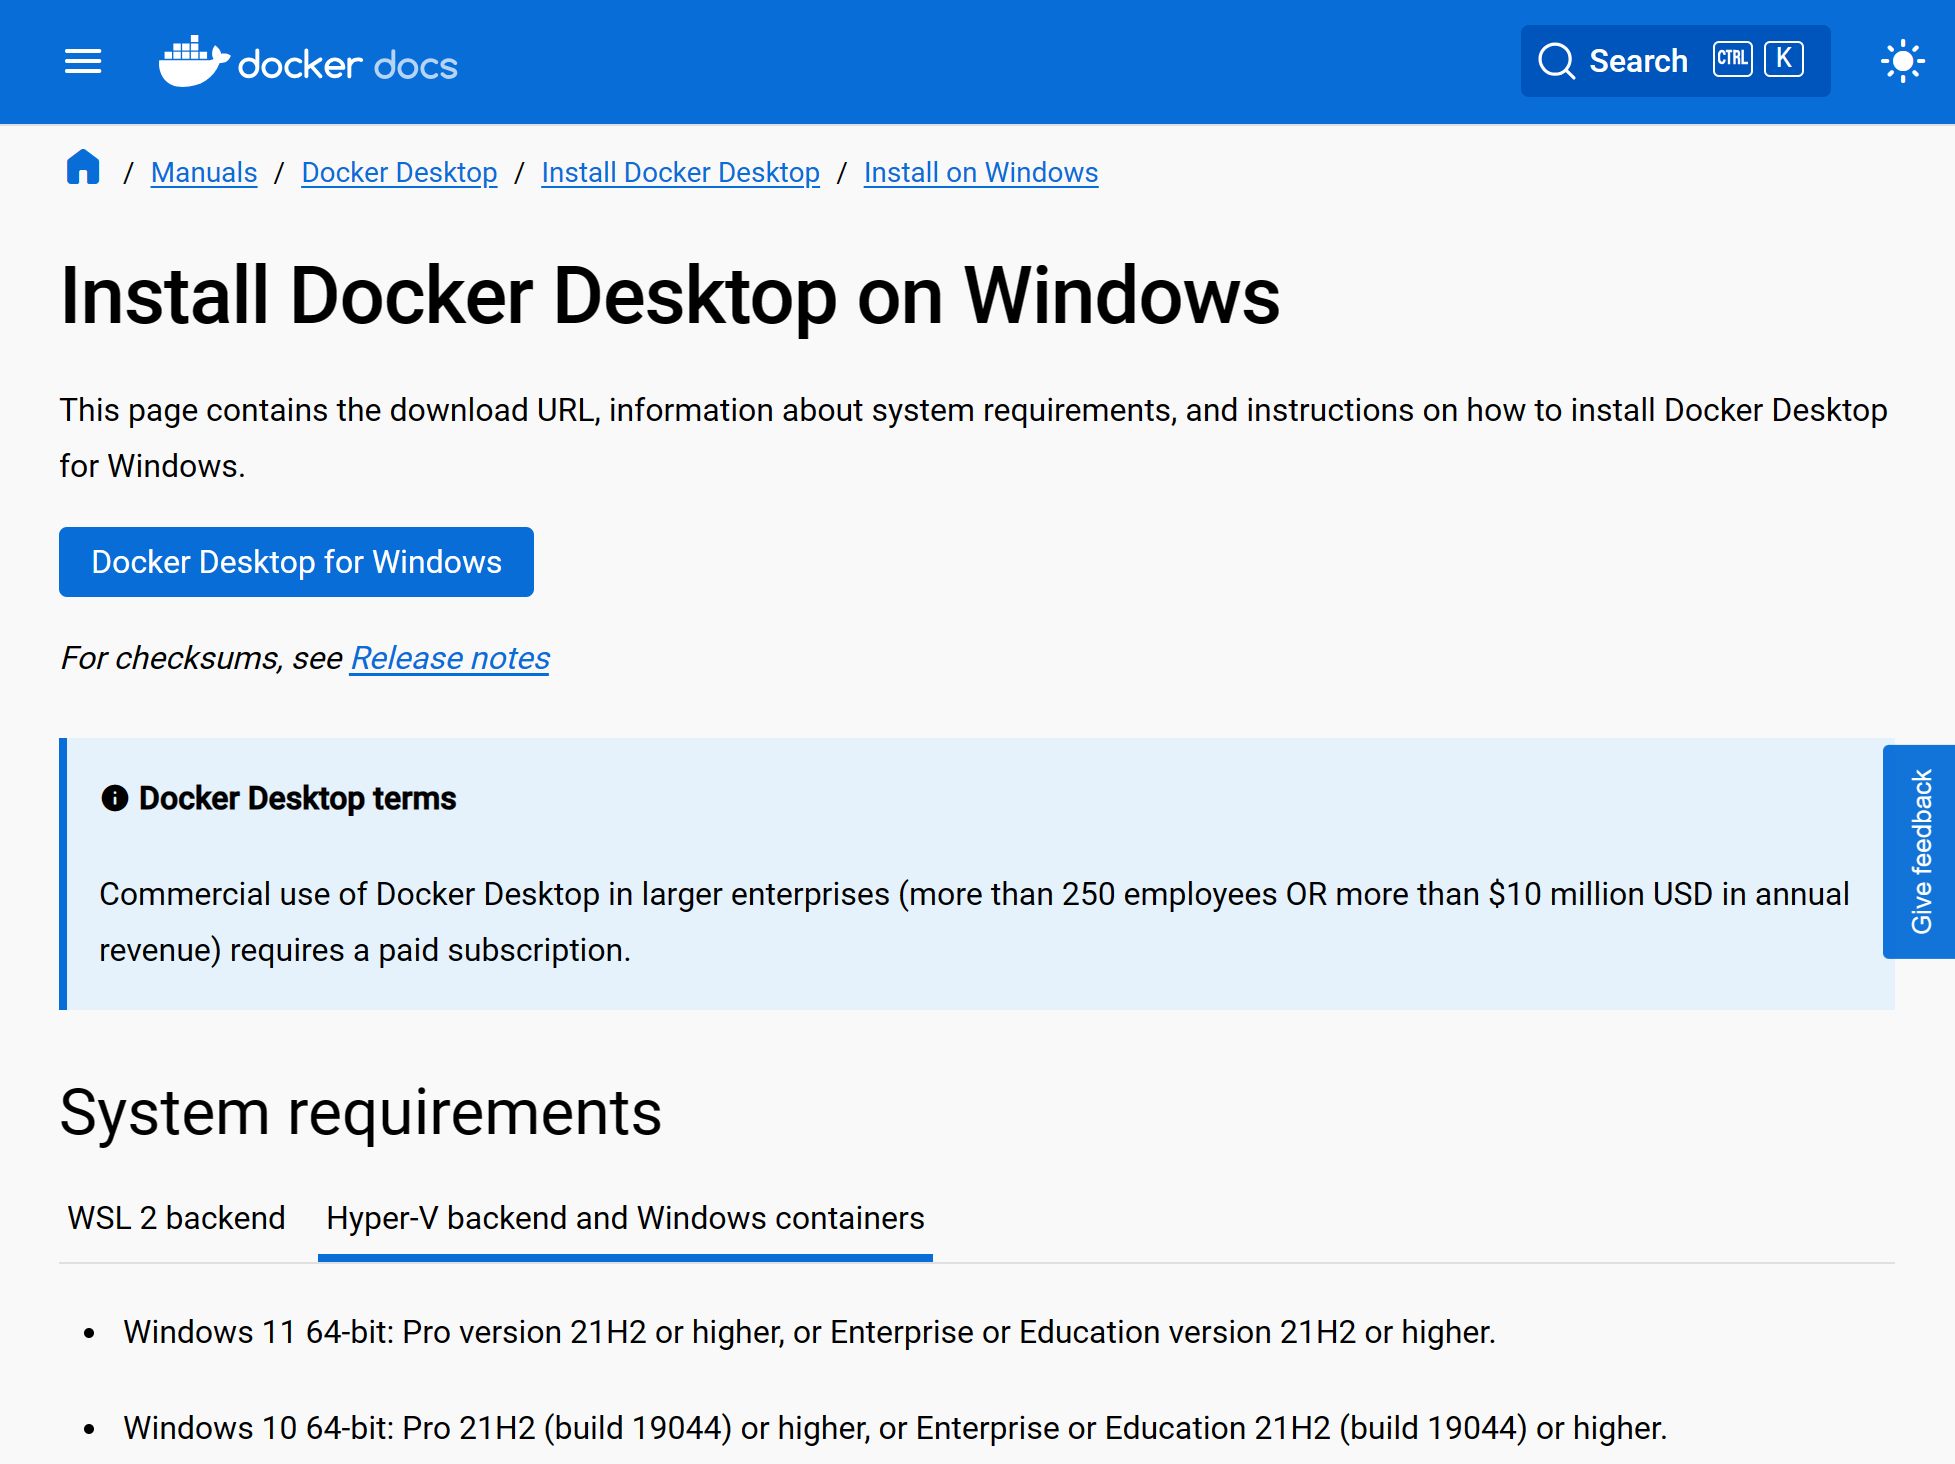 docker docs
Search CTRL K
/ Manuals / Docker Desktop / Install Docker Desktop / Install on Windows
Install Docker Desktop on Windows
This page contains the download URL, information about system requirements, and instructions on how to install Docker Desktop
for Windows.
Docker Desktop for Windows
For checksums, see Release notes
Docker Desktop terms
Commercial use of Docker Desktop in larger enterprises (more than 250 employees OR more than $10 million USD in annual
revenue) requires a paid subscription.
Give feedback
System requirements
WSL 2 backend Hyper-V backend and Windows containers
• Windows 11 64-bit: Pro version 21H2 or higher, or Enterprise or Education version 21H2 or higher.
• Windows 10 64-bit: Pro 21H2 (build 19044) or higher, or Enterprise or Education 21H2 (build 19044) or higher.